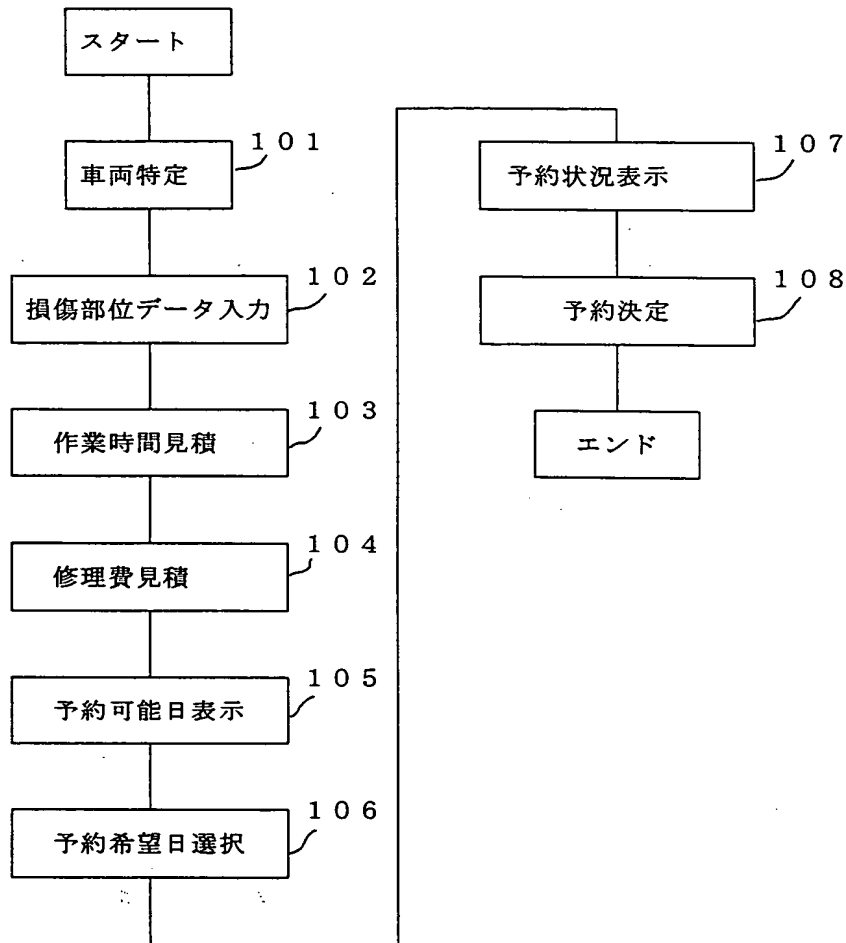 スタート
車両特定
101
損傷部位データ入力
102
作業時間見積
103
修理費見積
104
予約可能日表示
105
予約希望日選択
106
予約状況表示
107
予約決定
108
エンド